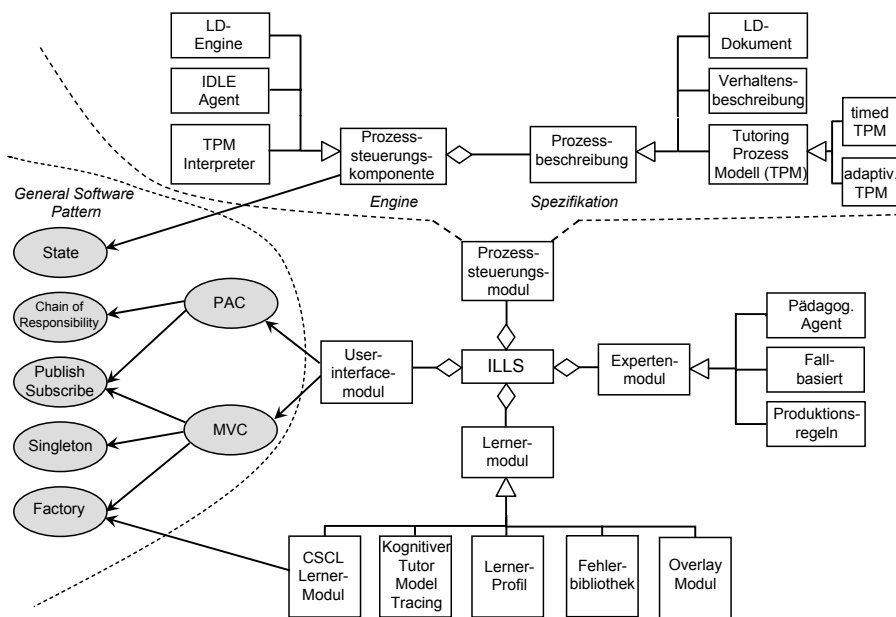 LD-
Engine
IDLE
Agent
TPM
Interpreter
Prozess-
steuerungs-
komponente
Prozess-
beschreibung
LD-
Dokument
Verhaltens-
beschreibung
Tutoring
Prozess
Modell (TPM)
timed
TPM
adaptiv.
TPM
Engine
Spezifikation
General Software
Pattern
State
Chain of
Responsibility
Publish
Subscribe
Singleton
Factory
PAC
MVC
Prozess-
steuerungs-
modul
User-
interface-
modul
ILLS
Experten-
modul
Pädagog.
Agent
Fall-
basiert
Produktions-
regeln
Lerner-
modul
CSCL
Lerner-
Modul
Kognitiver
Tutor
Model
Tracing
Lerner-
Profil
Fehler-
bibliothek
Overlay
Modul